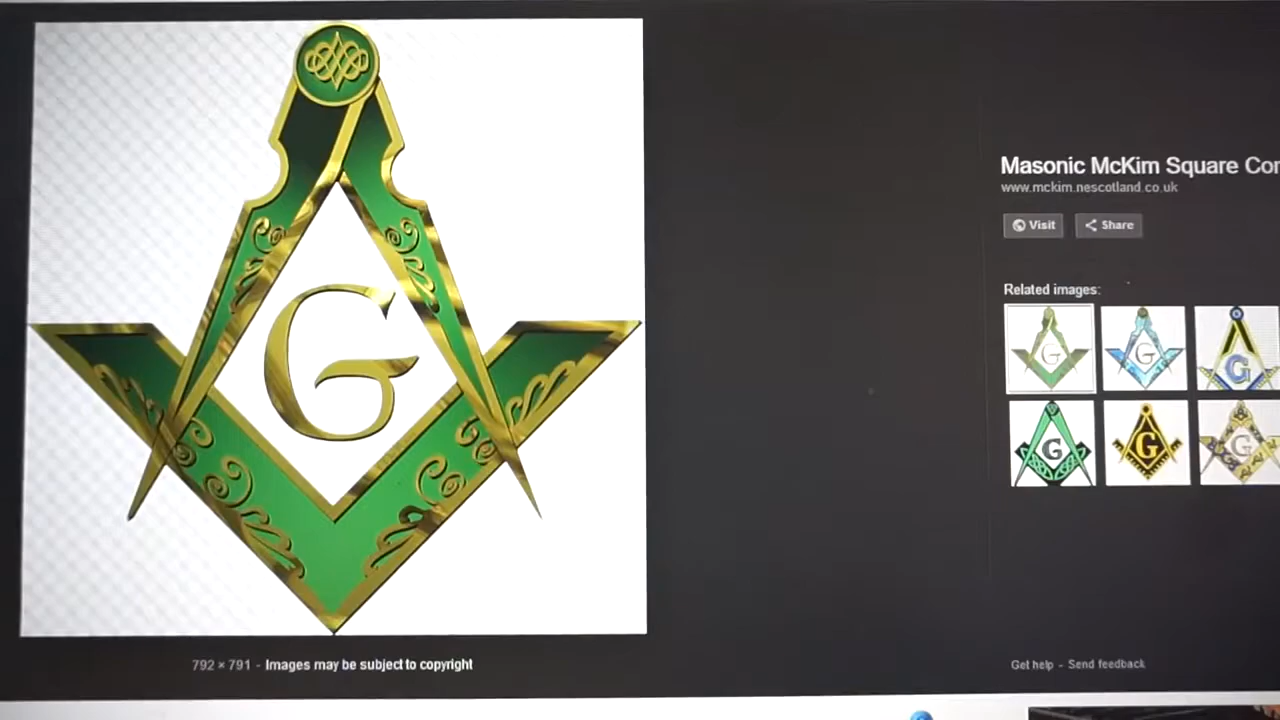 G
Masonic McKim Square Com
www.mckim.nescotland.co.uk
Visit
Share
Related images:
G
G
G
G
G
G
792 × 791 - Images may be subject to copyright
Get help - Send feedback